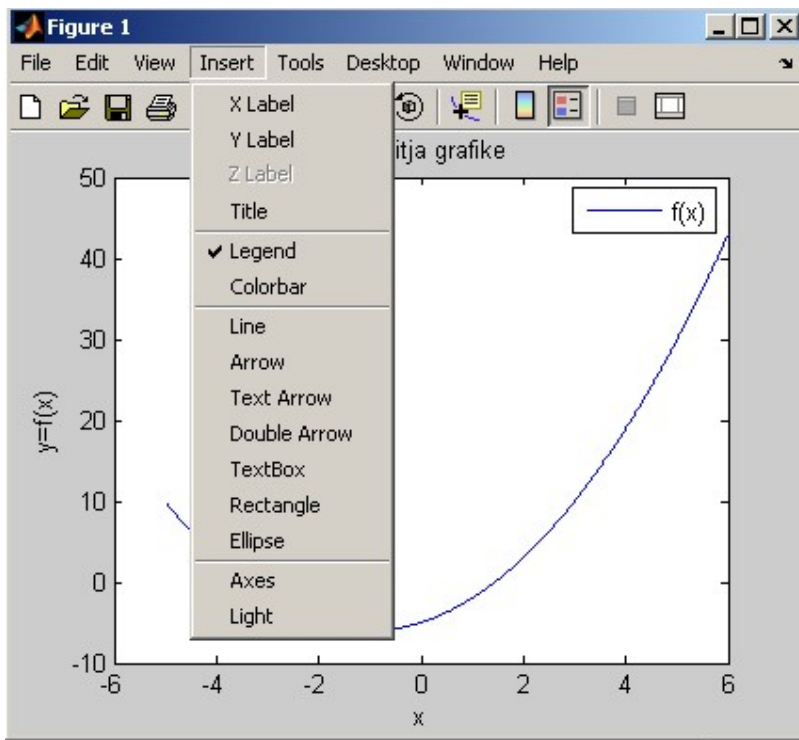 Figure 1
File Edit View Insert Tools Desktop Window Help
X Label
Y Label
Z Label
Title
Legend
Colorbar
Line
Arrow
Text Arrow
Double Arrow
TextBox
Rectangle
Ellipse
Axes
Light
itja grafike
f(x)
y=f(x)
50
40
30
20
10
0
-10
-6 -4 -2 0 2 4 6
x